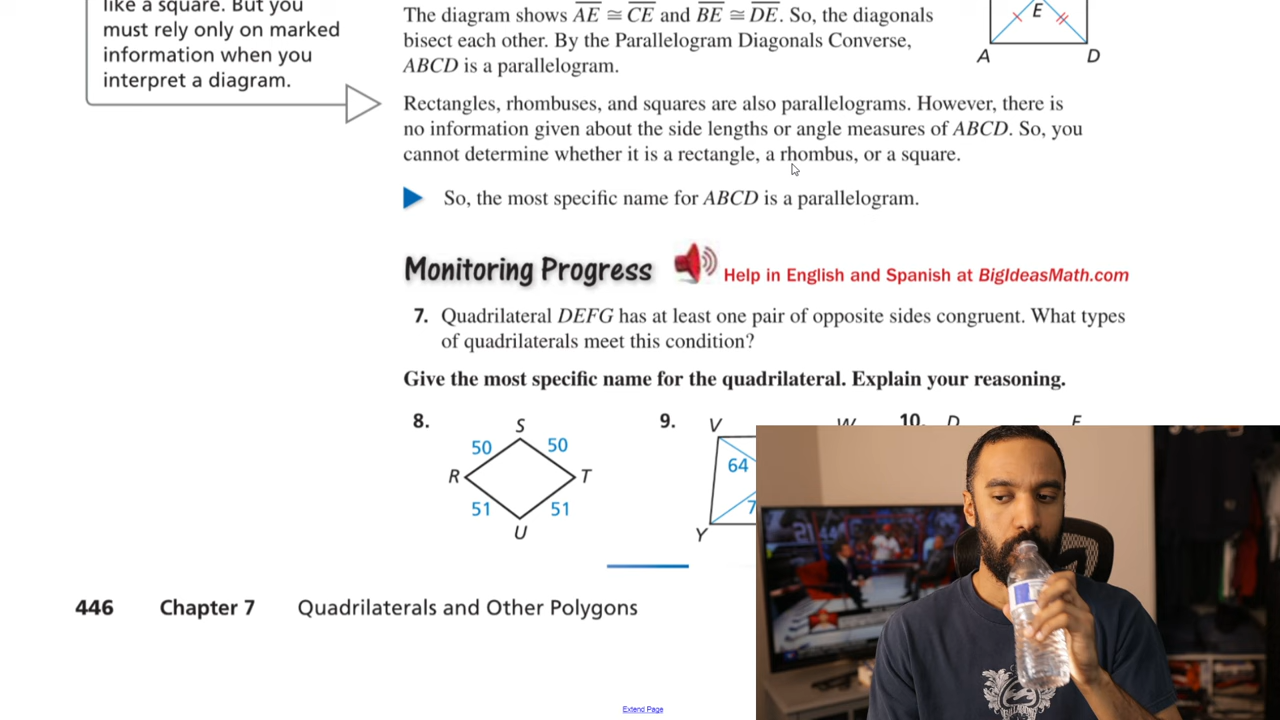 like a square. But you
must rely only on marked
information when you
interpret a diagram.
The diagram shows AE ≅ CE and BE ≅ DE. So, the diagonals
bisect each other. By the Parallelogram Diagonals Converse,
ABCD is a parallelogram.
E
A D
Rectangles, rhombuses, and squares are also parallelograms. However, there is
no information given about the side lengths or angle measures of ABCD. So, you
cannot determine whether it is a rectangle, a rhombus, or a square.
So, the most specific name for ABCD is a parallelogram.
Monitoring Progress
Help in English and Spanish at BigIdeasMath.com
7. Quadrilateral DEFG has at least one pair of opposite sides congruent. What types
of quadrilaterals meet this condition?
Give the most specific name for the quadrilateral. Explain your reasoning.
8.
S
50 50
R T
51 51
U
9.
V
64
Y
10.
446 Chapter 7 Quadrilaterals and Other Polygons
Extend Page